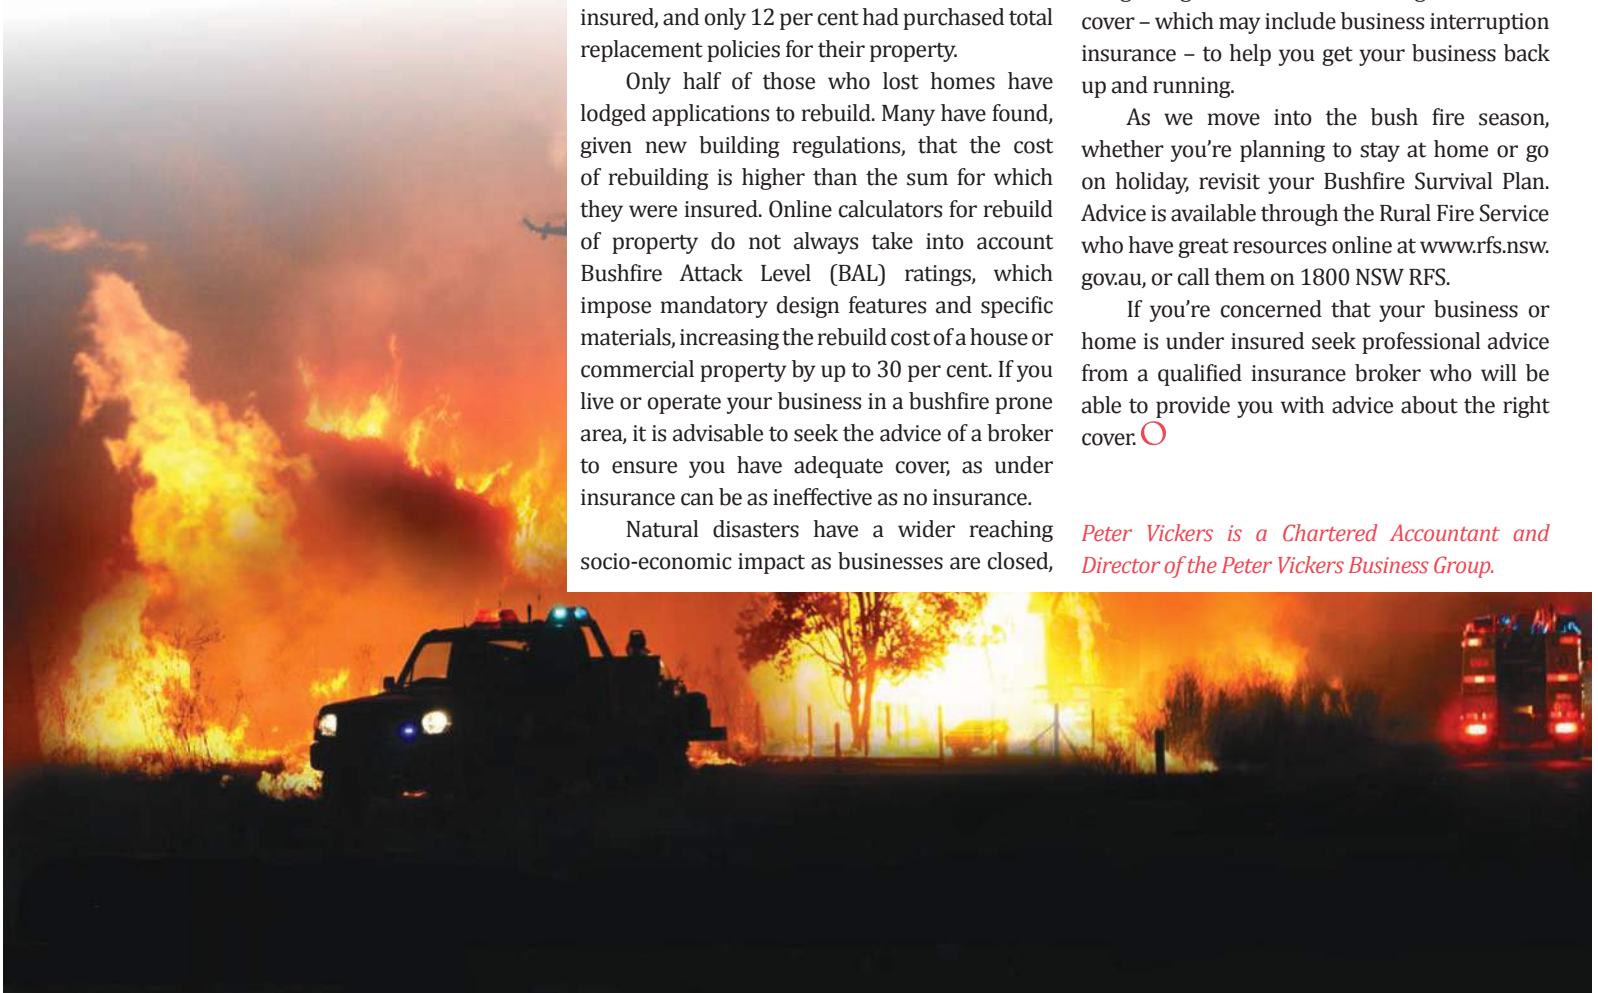 insured, and only 12 per cent had purchased total
replacement policies for their property.
Only half of those who lost homes have
lodged applications to rebuild. Many have found,
given new building regulations, that the cost
of rebuilding is higher than the sum for which
they were insured. Online calculators for rebuild
of property do not always take into account
Bushfire Attack Level (BAL) ratings, which
impose mandatory design features and specific
materials, increasing the rebuild cost of a house or
commercial property by up to 30 per cent. If you
live or operate your business in a bushfire prone
area, it is advisable to seek the advice of a broker
to ensure you have adequate cover, as under
insurance can be as ineffective as no insurance.
Natural disasters have a wider reaching
socio-economic impact as businesses are closed,
cover – which may include business interruption
insurance – to help you get your business back
up and running.
As we move into the bush fire season,
whether you're planning to stay at home or go
on holiday, revisit your Bushfire Survival Plan.
Advice is available through the Rural Fire Service
who have great resources online at www.rfs.nsw.
gov.au, or call them on 1800 NSW RFS.
If you're concerned that your business or
home is under insured seek professional advice
from a qualified insurance broker who will be
able to provide you with advice about the right
cover.
Peter Vickers is a Chartered Accountant and
Director of the Peter Vickers Business Group.